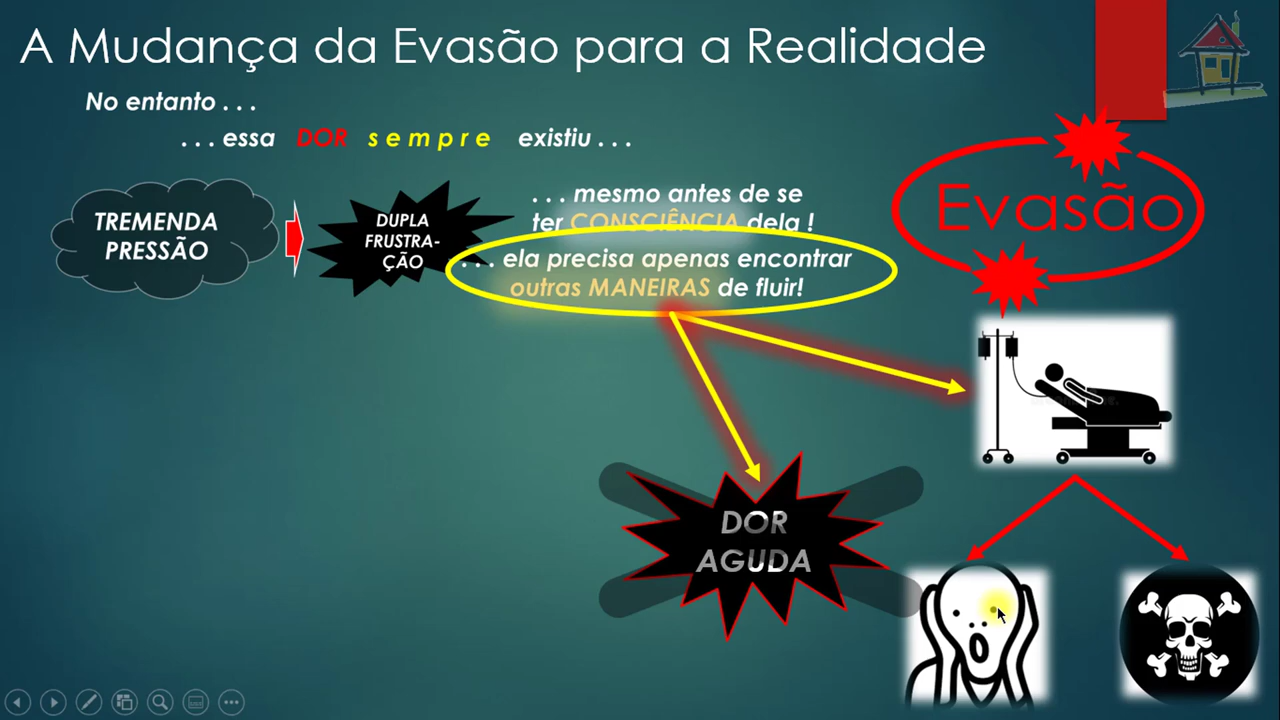 A Mudança da Evasão para a Realidade
No entanto . . .
. . . essa DOR s e m p r e existiu . . .
TREMENDA
PRESSÃO
DUPLA
FRUSTRA-
ÇÃO
. . . mesmo antes de se
ter CONSCIÊNCIA dela !
. . . ela precisa apenas encontrar
outras MANEIRAS de fluir!
Evasão
DOR
AGUDA